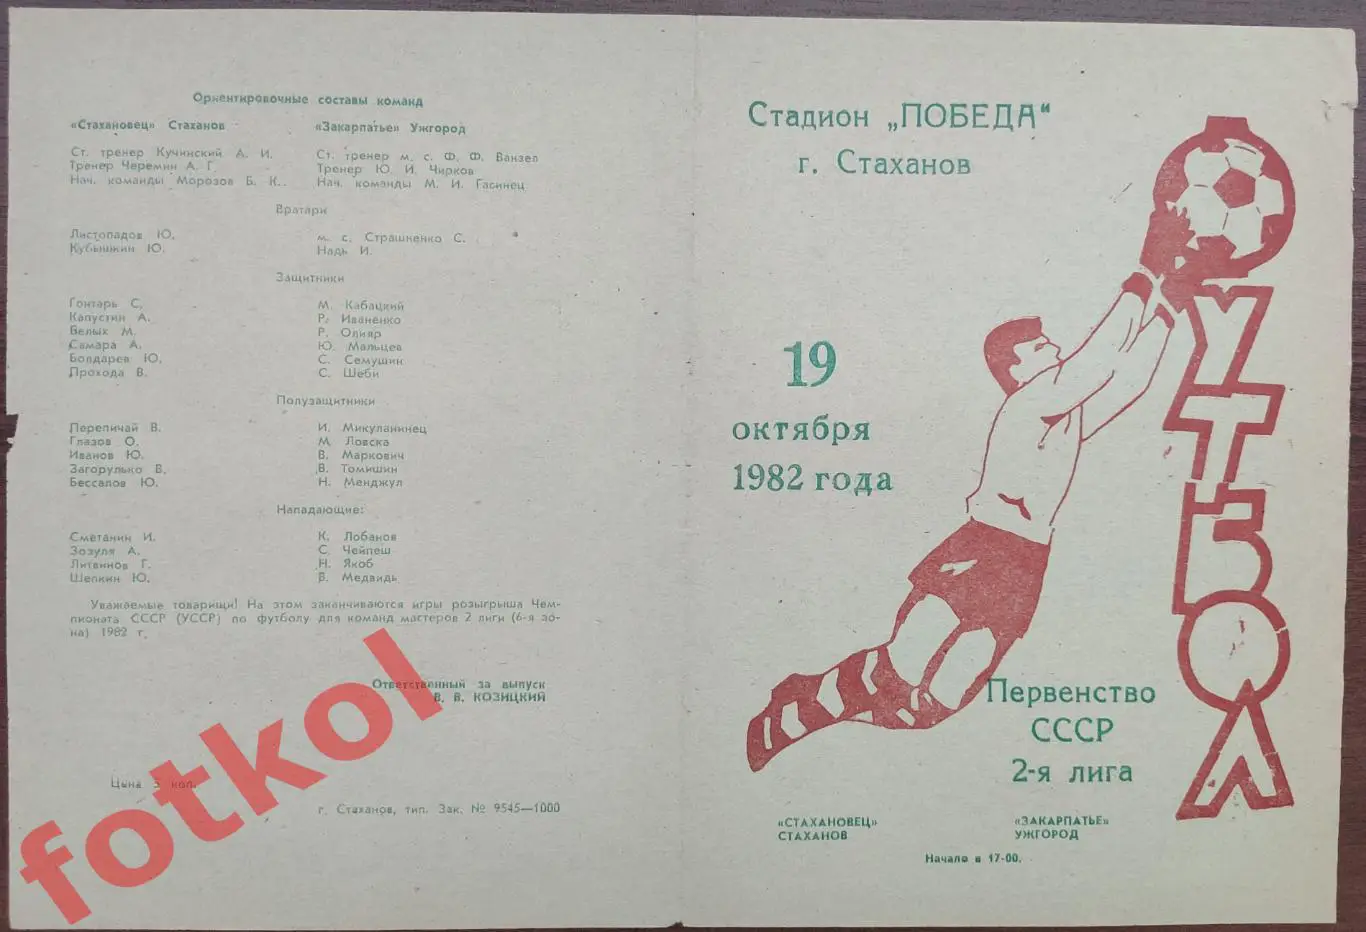 Ориентировочные составы команд
«Стахановец» Стаханов «Закарпатье» Ужгород
Ст. тренер Кучинский А. И. Ст. тренер м. с. Ф. Ф. Ванзел
Тренер Черемин А. Г. Тренер Ю. И. Чирков
Нач. команды Морозов Б. К. Нач. команды М. И. Гасинец
Вратари
Листопадов Ю. м. с. Страшненко С.
Кубышкин Ю. Надь И.
Защитники
Гонтарь С. М. Кабацкий
Капустин А. Р. Иваненко
Белых М. Р. Олияр
Самара А. Ю. Мальцев
Бондарев Ю. С. Семушин
Прохода В. С. Шеби
Полузащитники
Перепичай В. И. Микуланинец
Глазов О. М. Ловска
Иванов Ю. В. Маркович
Загорулько В. В. Томишин
Бессалов Ю. Н. Менджул
Нападающие:
Сметанин И. К. Лобанов
Зозуля А. С. Чейпеш
Литвинов Г. Н. Якоб
Шепкин Ю. В. Медвидь
Уважаемые товарищи! На этом заканчиваются игры розыгрыша Чем-
пионата СССР (УССР) по футболу для команд мастеров 2 лиги (6-я зо-
на) 1982 г.
Ответственный за выпуск
В. В. КОЗИЦКИЙ
Цена 5 коп.
г. Стаханов, тип. Зак. № 9545—1000
fotkol
Стадион „ПОБЕДА“
г. Стаханов
19
октября
1982 года
ФУТБОЛ
Первенство
СССР
2-я лига
«СТАХАНОВЕЦ» «ЗАКАРПАТЬЕ»
СТАХАНОВ УЖГОРОД
Начало в 17-00.